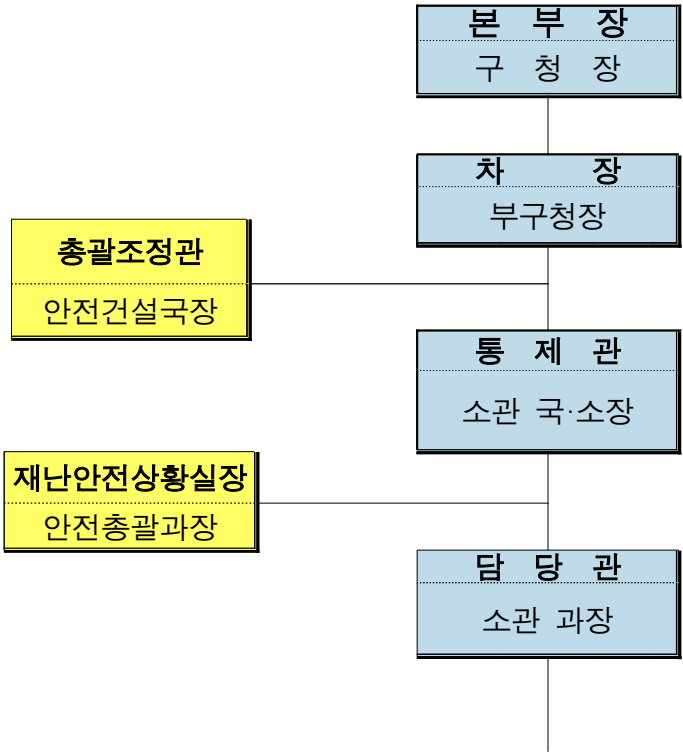 본 부 장
구 청 장
차 장
부구청장
총괄조정관
안전건설국장
통 제 관
소관 국·소장
재난안전상황실장
안전총괄과장
담 당 관
소관 과장